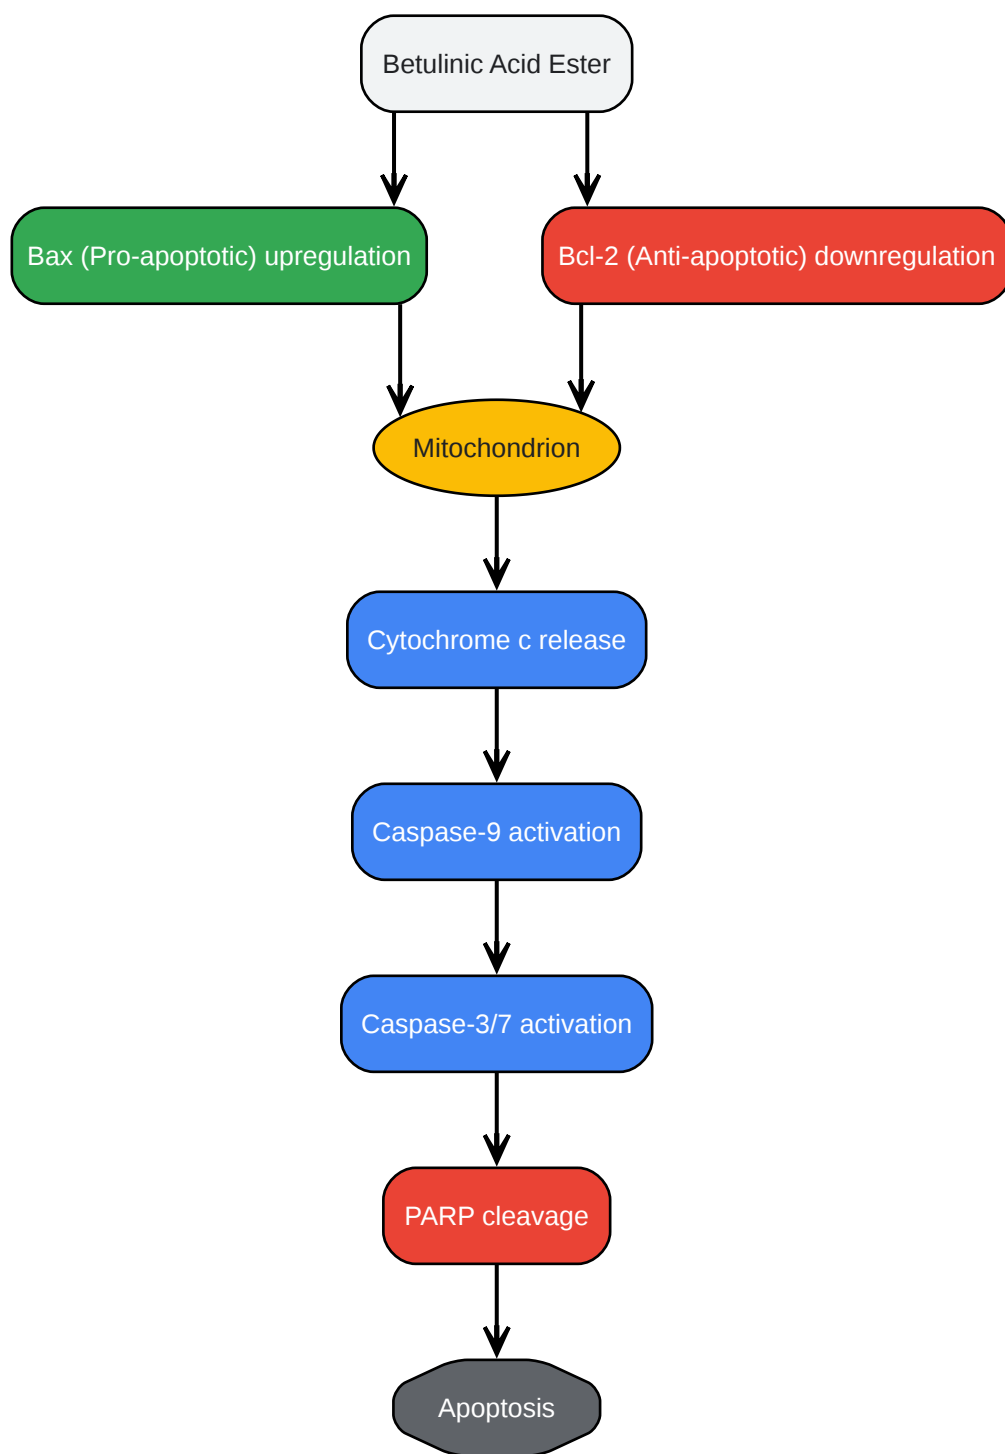 Betulinic Acid Ester
Bax (Pro-apoptotic) upregulation
Bcl-2 (Anti-apoptotic) downregulation
Mitochondrion
Cytochrome c release
Caspase-9 activation
Caspase-3/7 activation
PARP cleavage
Apoptosis